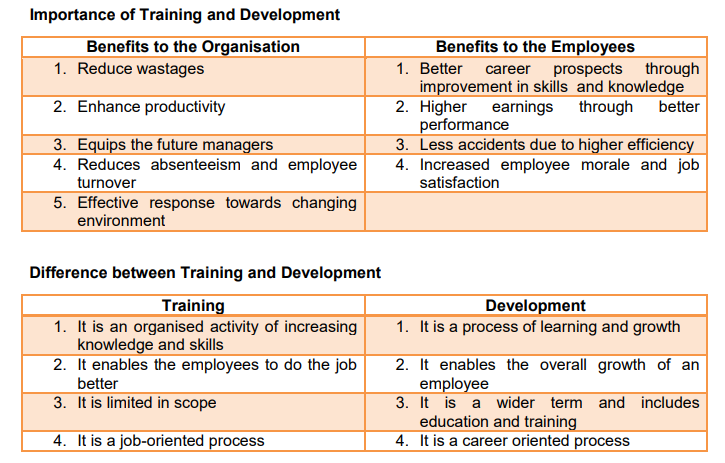 Importance of Training and Development
Benefits to the Organisation
Benefits to the Employees
1. Reduce wastages
1. Better career prospects through
improvement in skills and knowledge
2. Enhance productivity
2. Higher earnings through better
performance
3. Equips the future managers
3. Less accidents due to higher efficiency
4. Reduces absenteeism and employee
turnover
4. Increased employee morale and job
satisfaction
5. Effective response towards changing
environment
Difference between Training and Development
Training
Development
1. It is an organised activity of increasing
knowledge and skills
1. It is a process of learning and growth
2. It enables the employees to do the job
better
2. It enables the overall growth of an
employee
3. It is limited in scope
3. It is a wider term and includes
education and training
4. It is a job-oriented process
4. It is a career oriented process